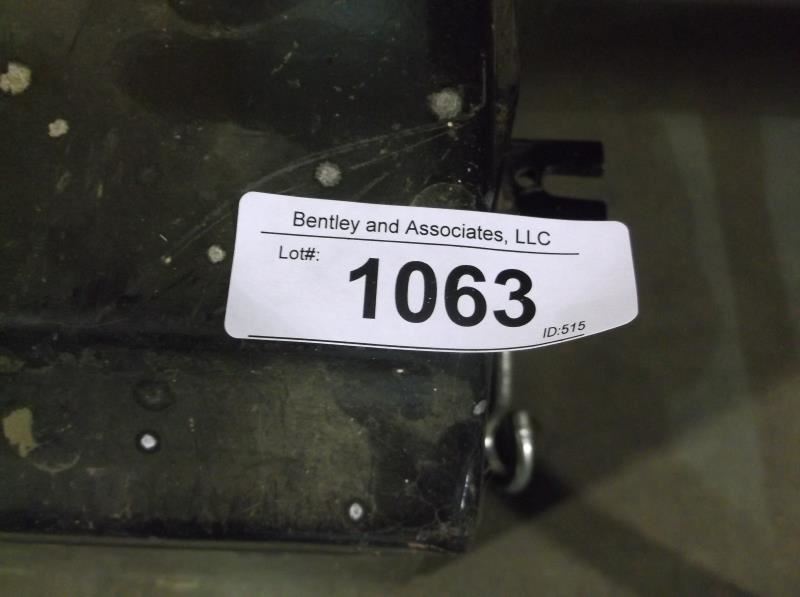 Bentley and Associates, LLC
Lot#:
1063
ID:515